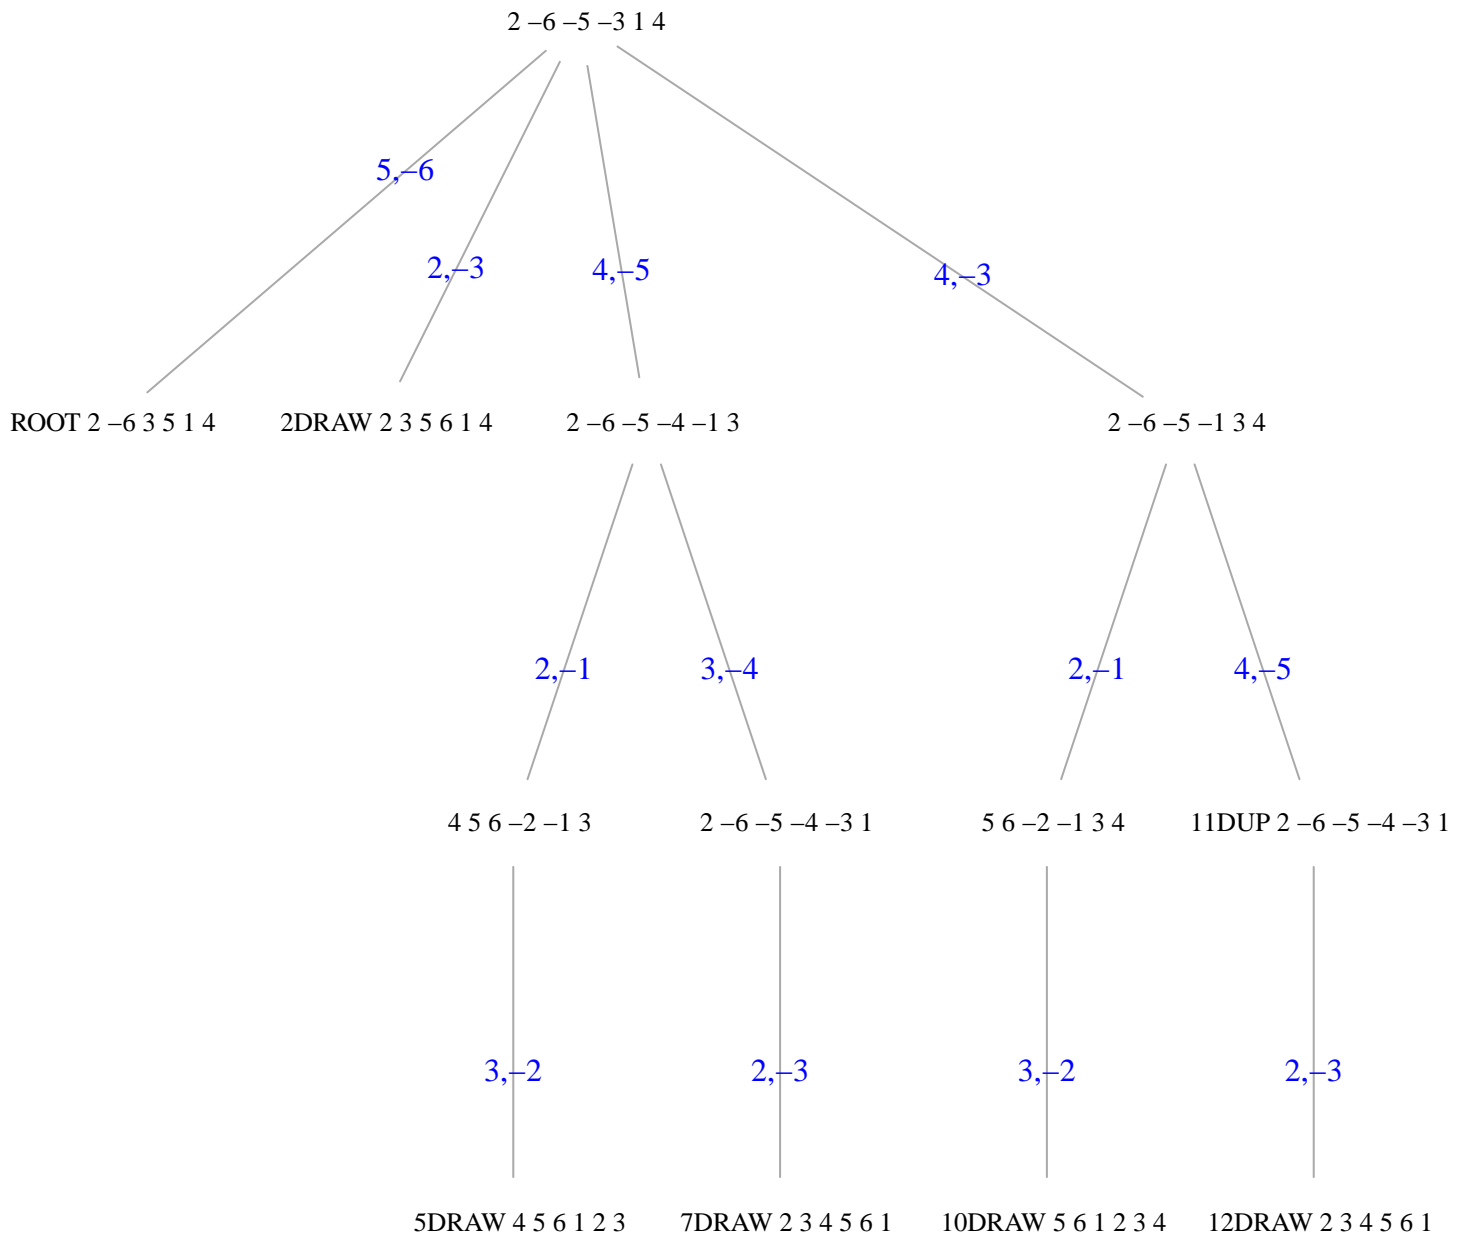 2 –6 –5 –3 1 4
5,–6
2,–3
4,–5
4,–3
ROOT 2 –6 3 5 1 4
2DRAW 2 3 5 6 1 4
2 –6 –5 –4 –1 3
2 –6 –5 –1 3 4
2,–1
3,–4
2,–1
4,–5
4 5 6 –2 –1 3
2 –6 –5 –4 –3 1
5 6 –2 –1 3 4
11DUP 2 –6 –5 –4 –3 1
3,–2
2,–3
3,–2
2,–3
5DRAW 4 5 6 1 2 3
7DRAW 2 3 4 5 6 1
10DRAW 5 6 1 2 3 4
12DRAW 2 3 4 5 6 1